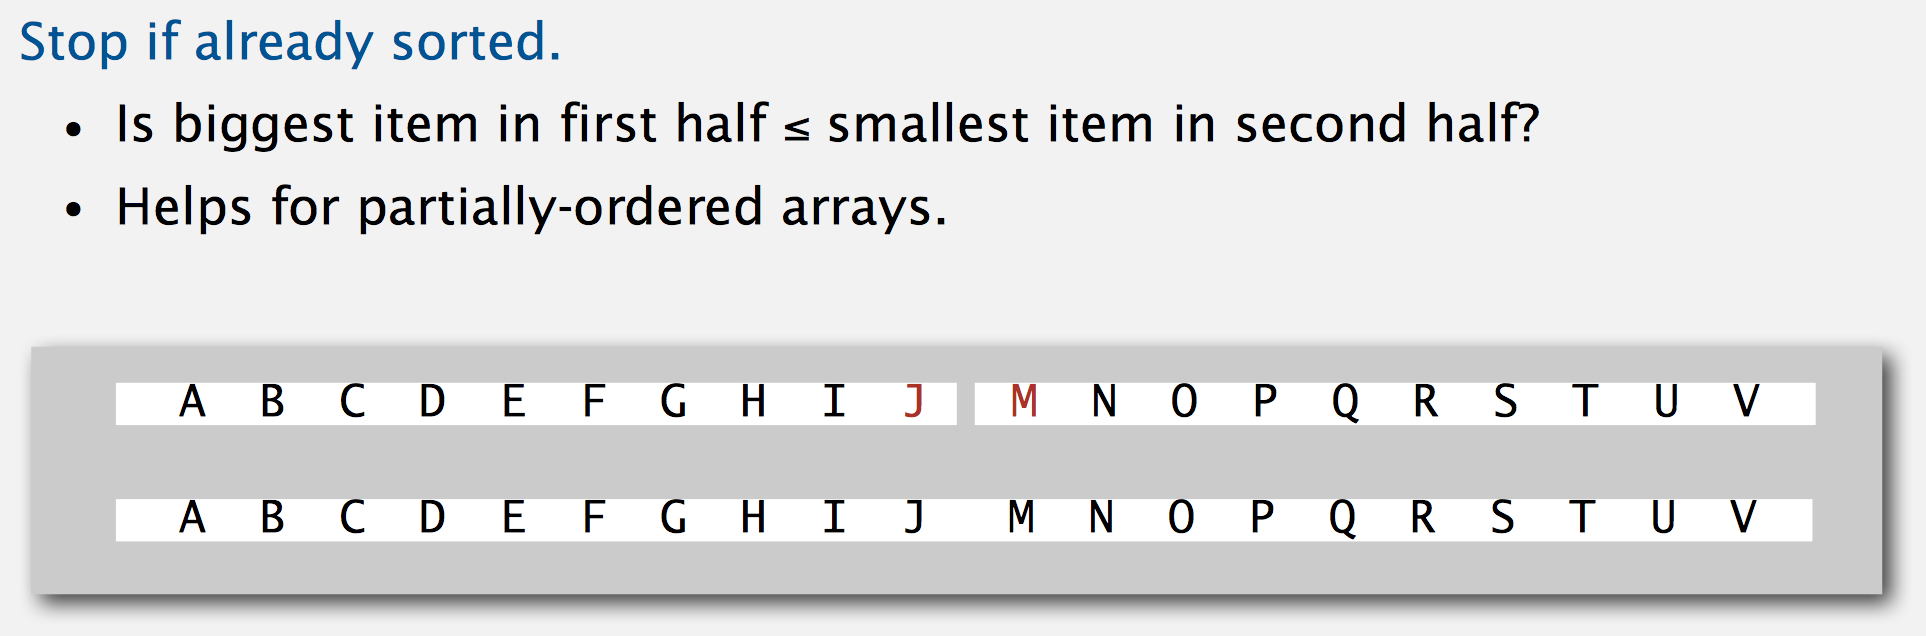 Stop if already sorted.
• Is biggest item in first half ≤ smallest item in second half?
• Helps for partially-ordered arrays.
A B C D E F G H I J M N O P Q R S T U V
A B C D E F G H I J M N O P Q R S T U V